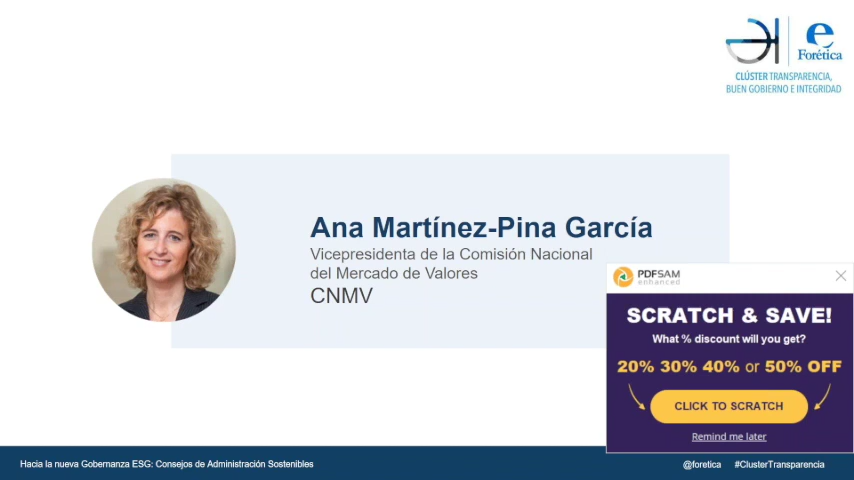 e
Forética
CLÚSTER TRANSPARENCIA,
BUEN GOBIERNO E INTEGRIDAD
Ana Martínez-Pina García
Vicepresidenta de la Comisión Nacional
del Mercado de Valores
CNMV
PDFSAM
enhanced
SCRATCH & SAVE!
What % discount will you get?
20% 30% 40% or 50% OFF
CLICK TO SCRATCH
Remind me later
Hacia la nueva Gobernanza ESG: Consejos de Administración Sostenibles
@foretica #ClusterTransparencia